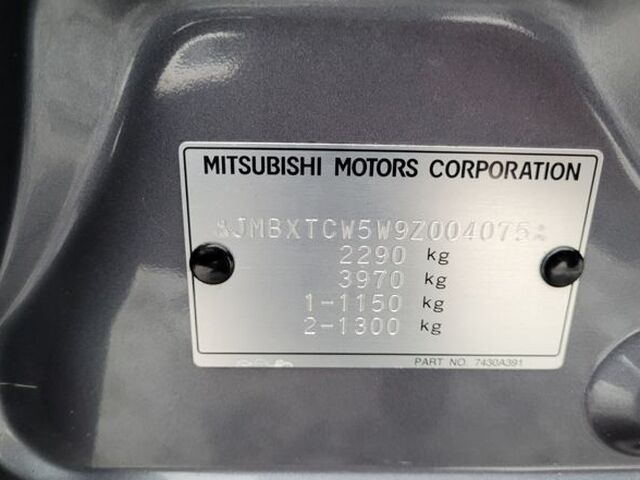 MITSUBISHI MOTORS CORPORATION
JMBXTCW5W9Z004075
2290 kg
3970 kg
1-1150 kg
2-1300 kg
PART NO. 7430A391